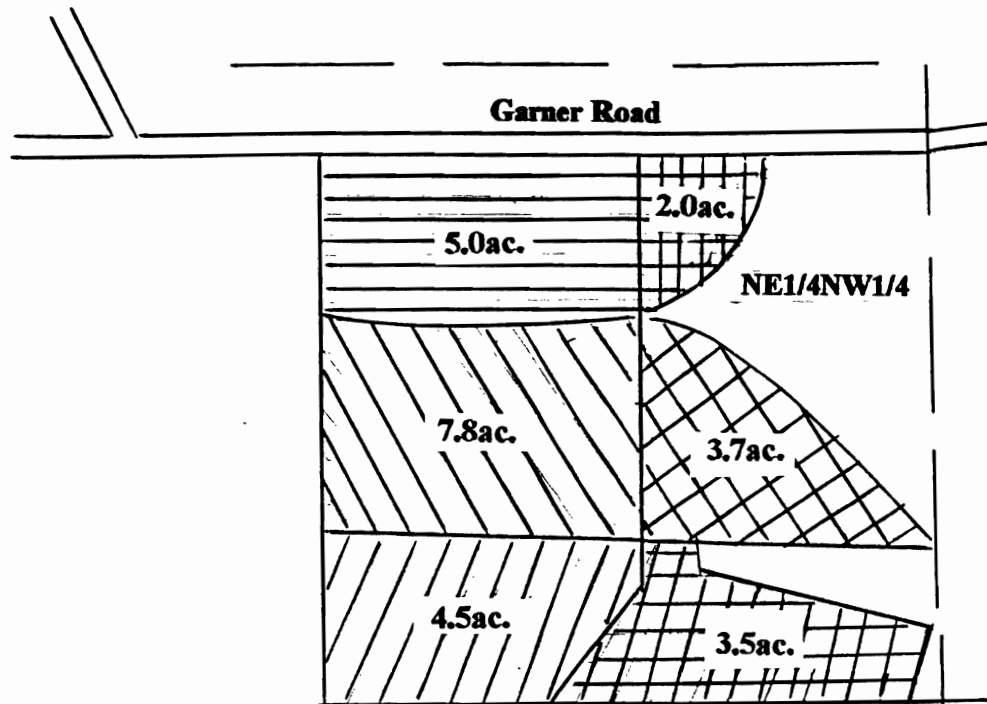 Garner Road
2.0ac.
5.0ac.
NE1/4NW1/4
7.8ac.
3.7ac.
4.5ac.
3.5ac.